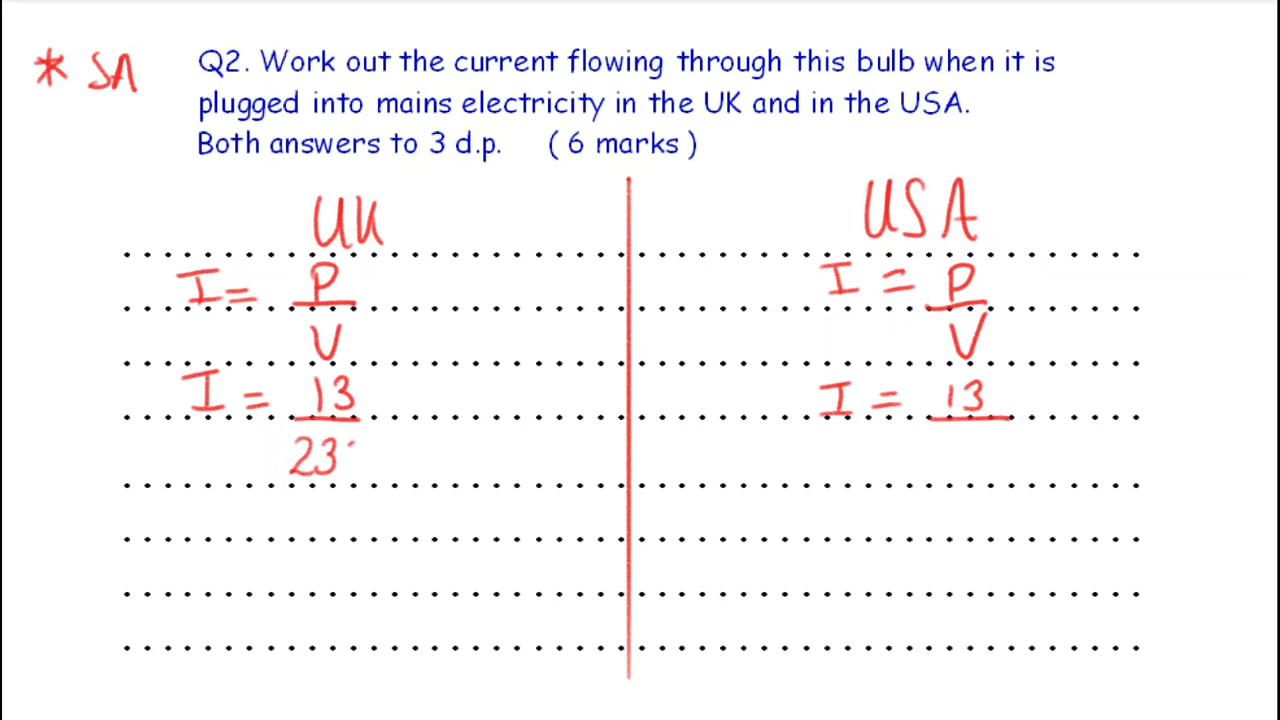 * SA
Q2. Work out the current flowing through this bulb when it is
plugged into mains electricity in the UK and in the USA.
Both answers to 3 d.p. ( 6 marks )
UK
I = P
V
I = 13
23
USA
I = P
V
I = 13